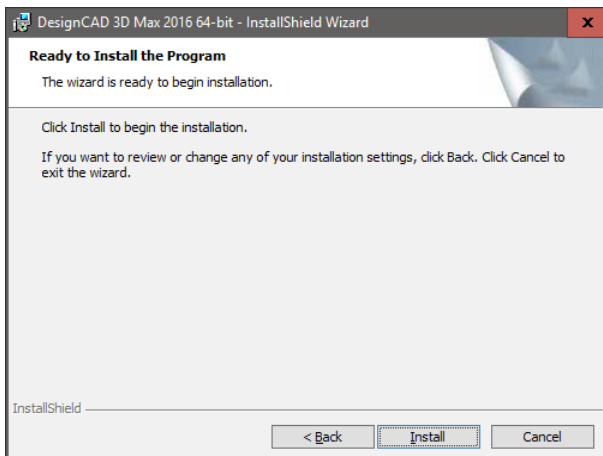 DesignCAD 3D Max 2016 64-bit - InstallShield Wizard
Ready to Install the Program
The wizard is ready to begin installation.
Click Install to begin the installation.
If you want to review or change any of your installation settings, click Back. Click Cancel to
exit the wizard.
InstallShield
< Back Install Cancel